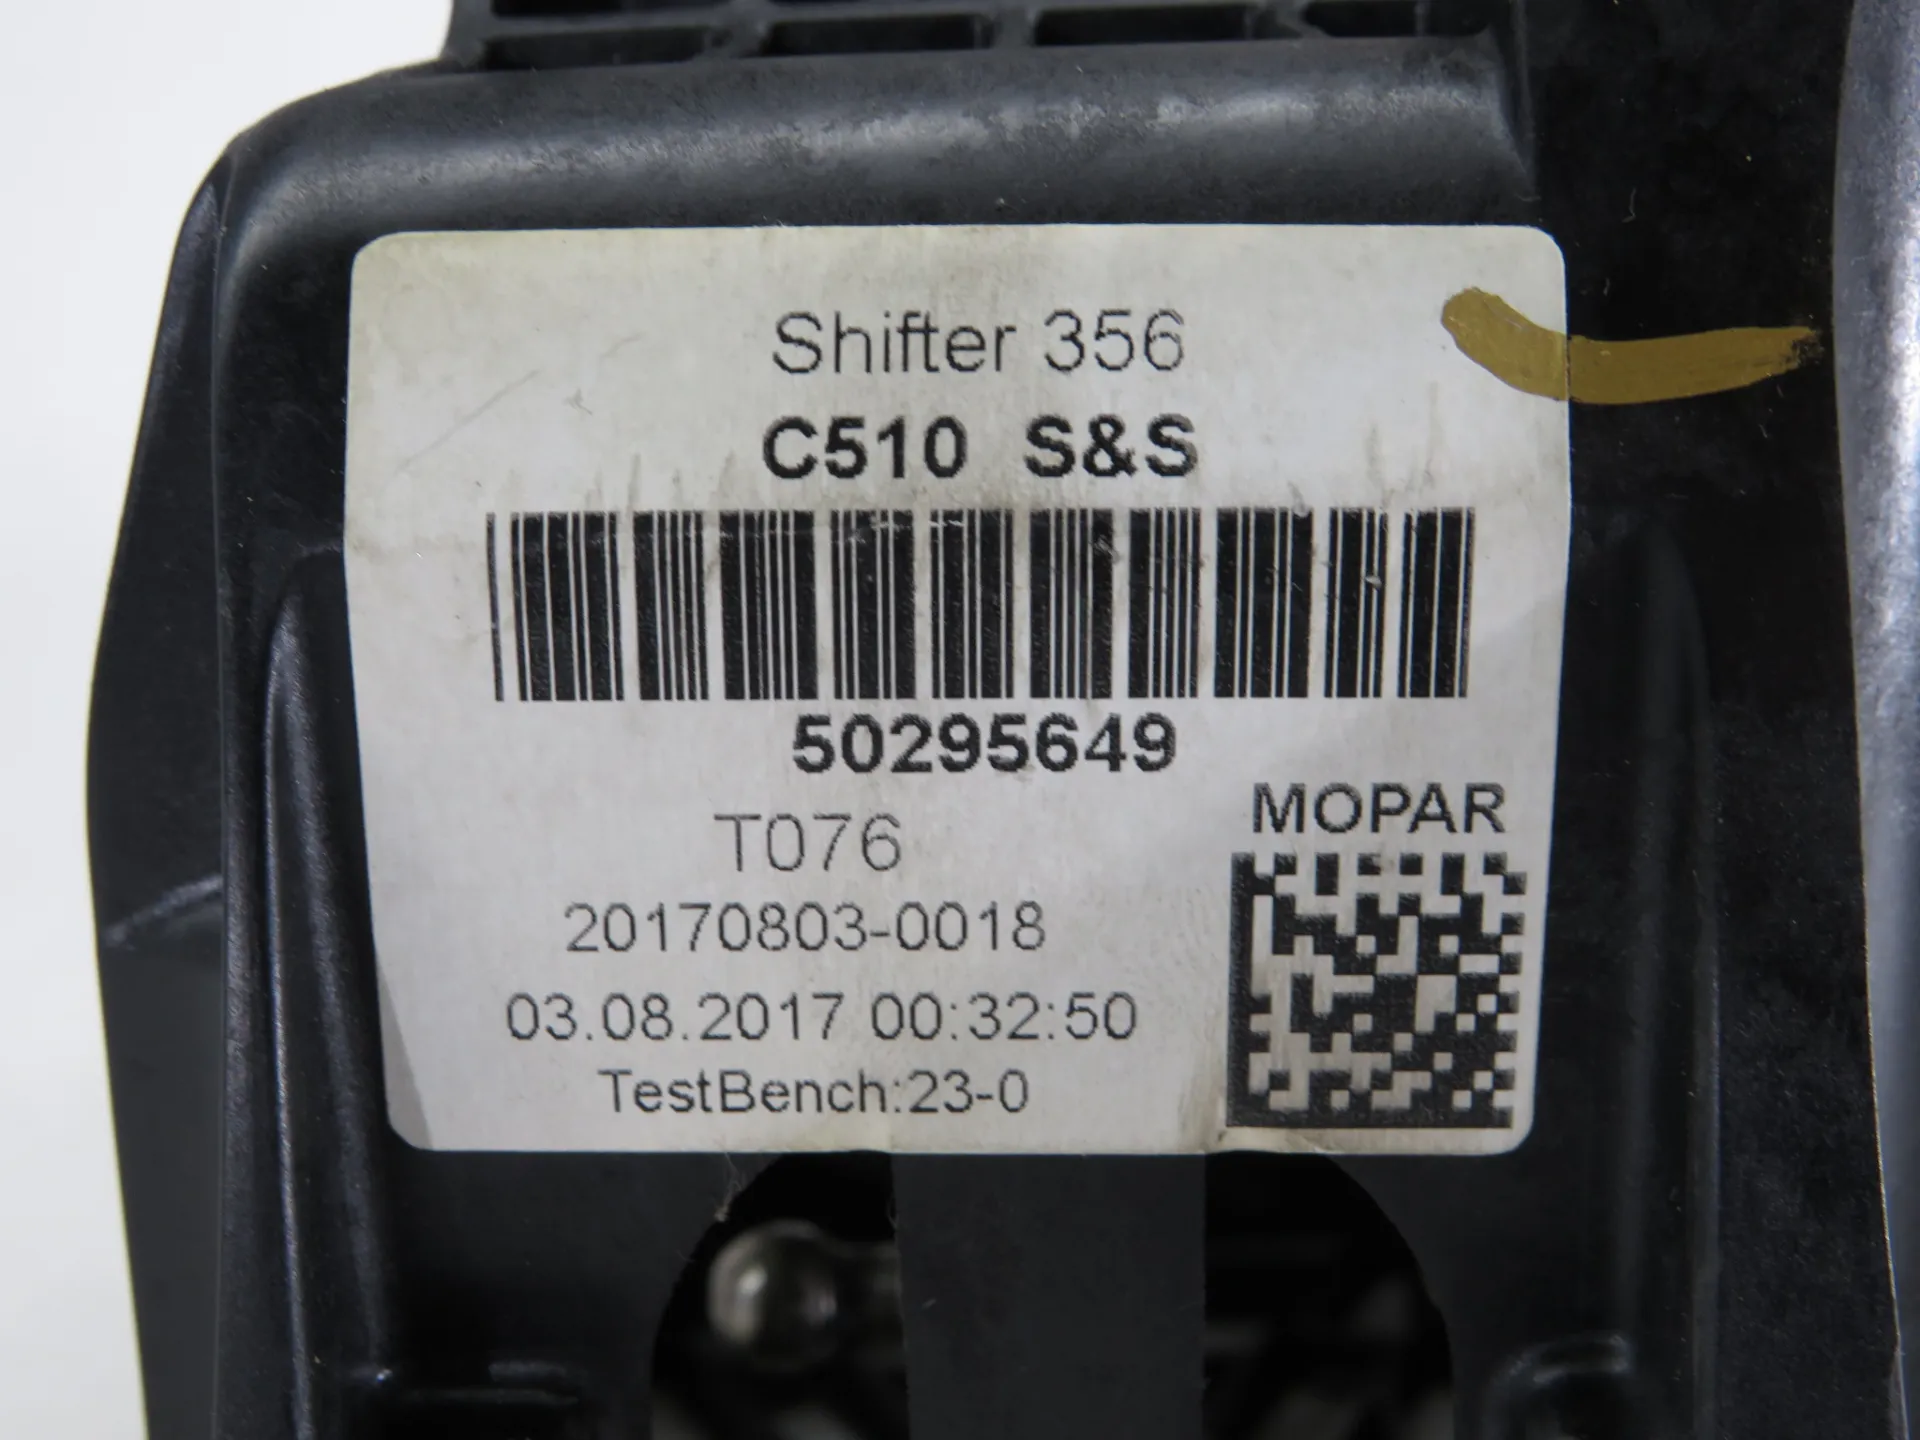 Shifter 356
C510 S&S
50295649
MOPAR
T076
20170803-0018
03.08.2017 00:32:50
TestBench:23-0